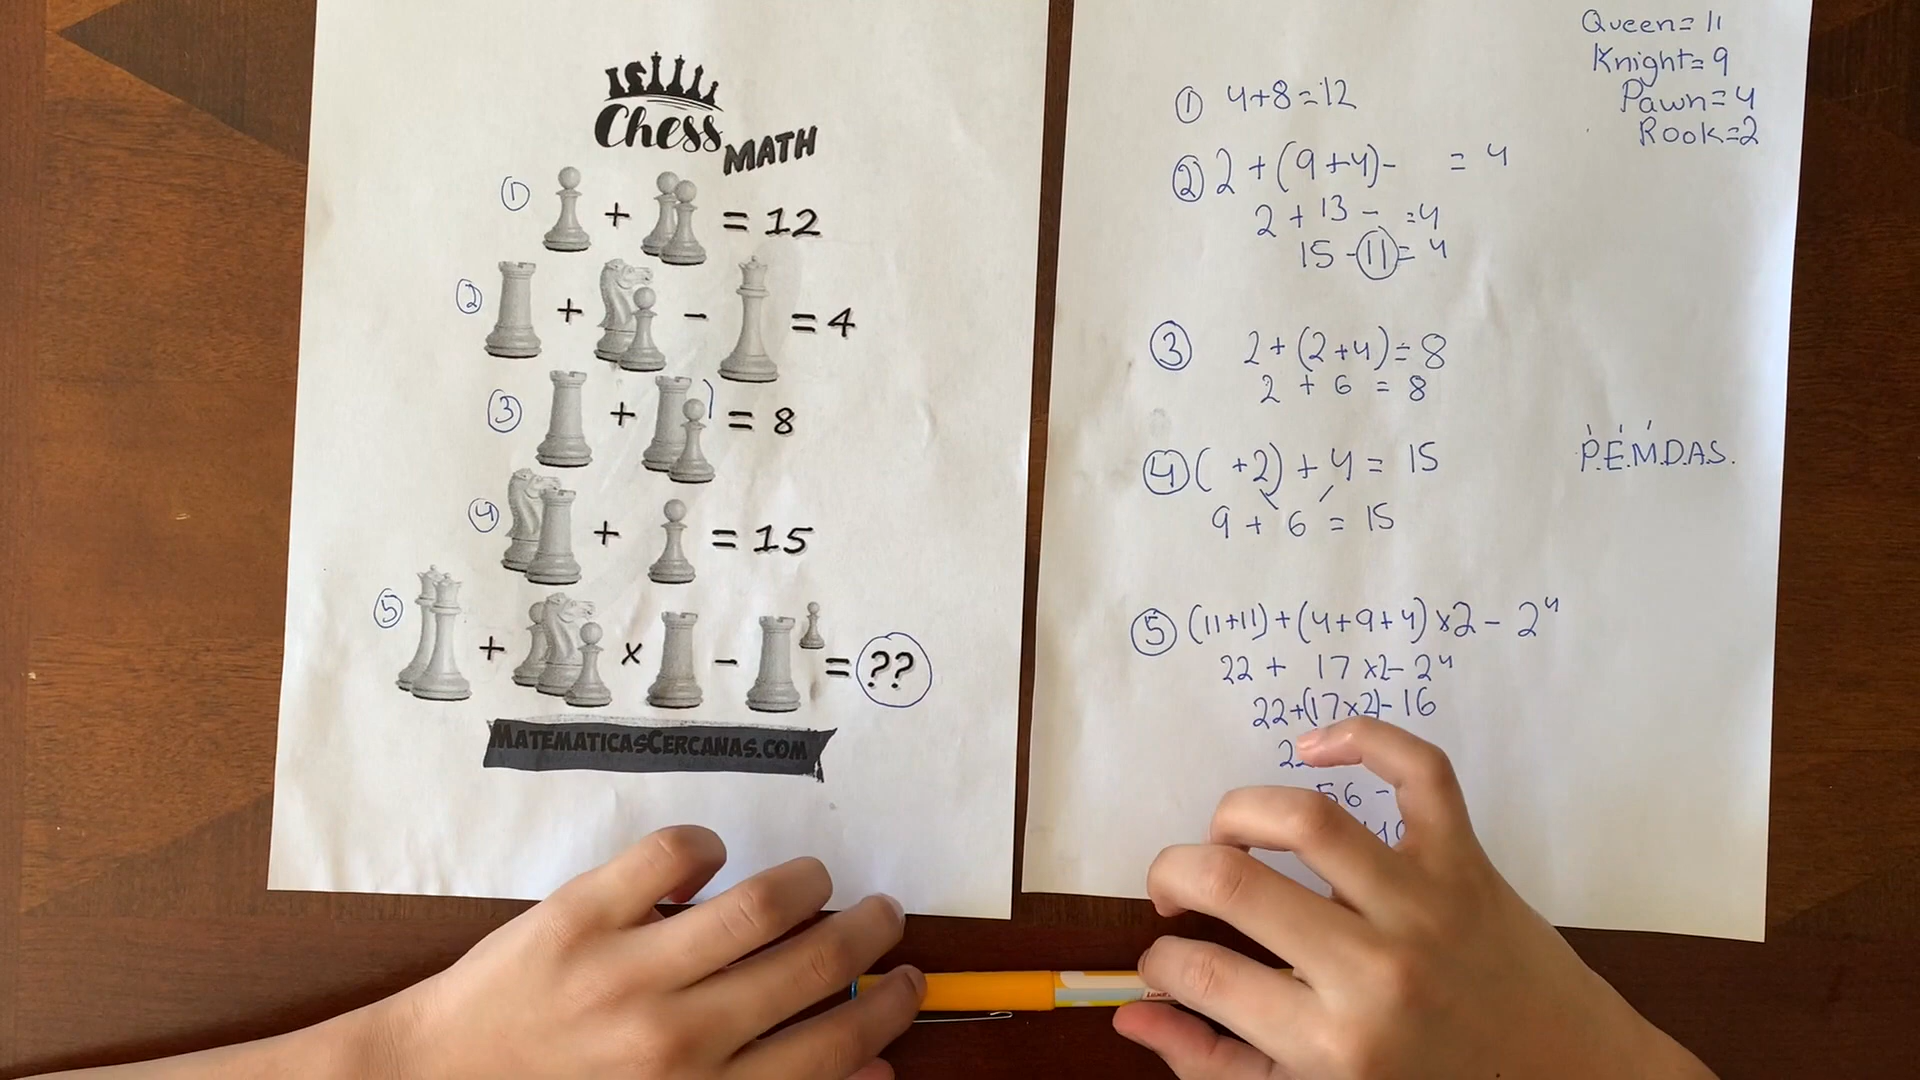 Chess
MATH
① + = 12
② + - = 4
③ + ) = 8
④ + = 15
⑤ + x - = ??
MATEMATICASCERCANAS.COM
Queen= 11
Knight= 9
Pawn= 4
Rook=2
① 4+8=12
② 2 + (9+4)- = 4
2 + 13 - =4
15 -11= 4
③ 2+(2+4)=8
2 + 6 = 8
④ ( +2) + 4 = 15
9 + 6 = 15
P.E.M.D.A.S.
⑤ (11+11)+(4+9+4)x2- 2⁴
22 + 17x2- 2⁴
22+(17x2)-16
56 -